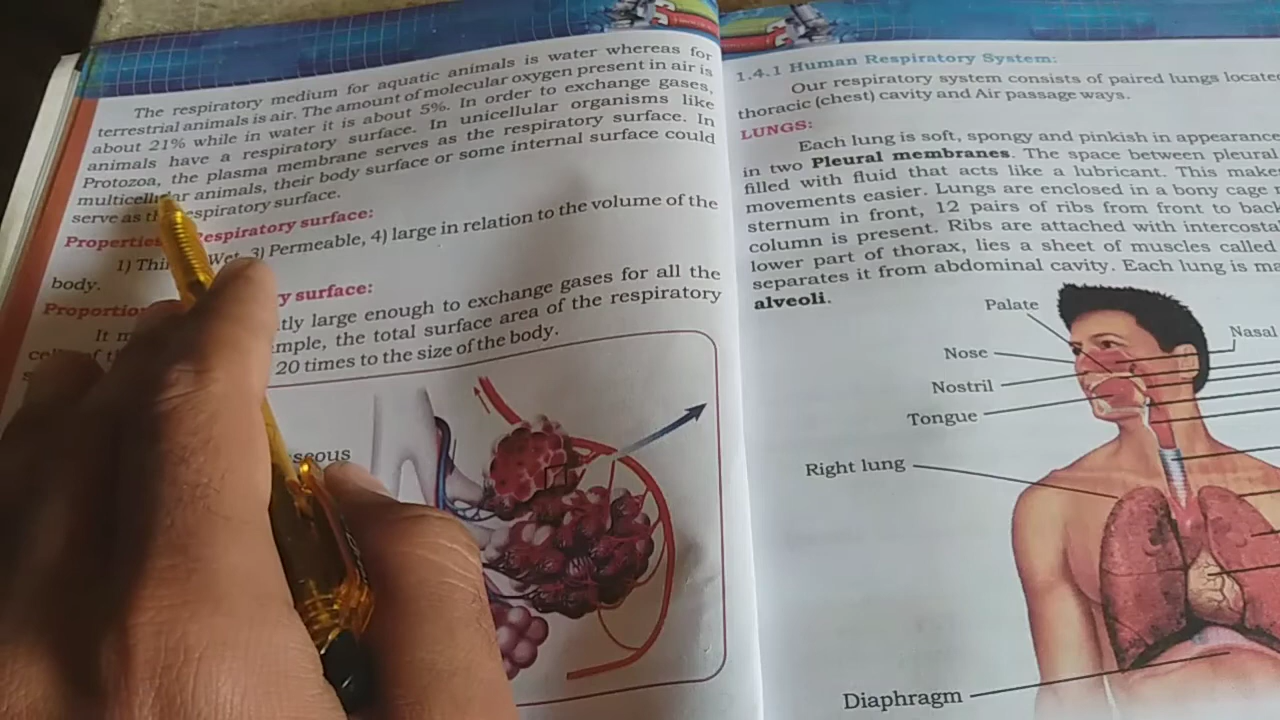 The respiratory medium for aquatic animals is water whereas for
terrestrial animals is air. The amount of molecular oxygen present in air is
about 21% while in water it is about 5%. In order to exchange gases,
animals have a respiratory surface. In unicellular organisms like
Protozoa, the plasma membrane serves as the respiratory surface. In
multicellular animals, their body surface or some internal surface could
serve as the respiratory surface.
Properties respiratory surface:
1) Thin Wet, 3) Permeable, 4) large in relation to the volume of the
body.
y surface:
It large enough to exchange gases for all the
the total surface area of the respiratory
20 times to the size of the body.
1.4.1 Human Respiratory System:
Our respiratory system consists of paired lungs
thoracic (chest) cavity and Air passage ways.
LUNGS:
Each lung is soft, spongy and pinkish in appearance
in two Pleural membranes. The space between pleural
filled with fluid that acts like a lubricant. This
movements easier. Lungs are enclosed in a bony cage
sternum in front, 12 pairs of ribs from front to back
column is present. Ribs are attached with
lower part of thorax, lies a sheet of muscles called
separates it from abdominal cavity. Each lung is
alveoli.
Palate
Nasal
Nose
Nostril
Tongue
Right lung
Diaphragm